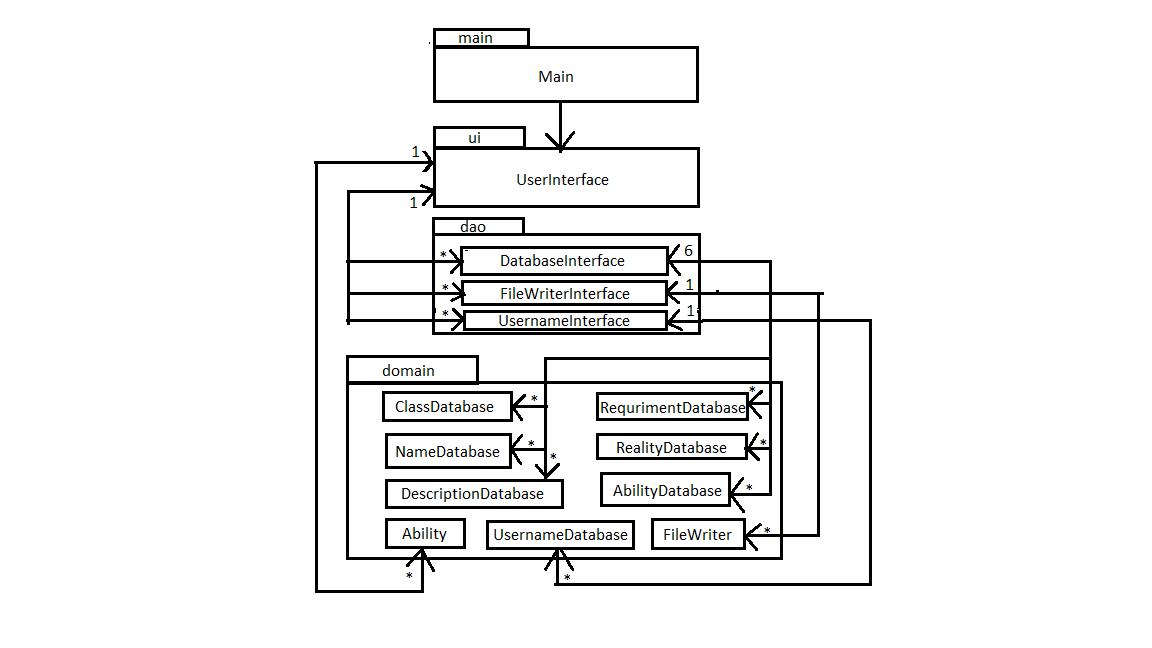 main
Main
ui
1
UserInterface
1
dao
* DatabaseInterface 6
* FileWriterInterface 1
* UsernameInterface 1
domain
ClassDatabase *
* RequrimentDatabase
NameDatabase *
RealityDatabase *
*
DescriptionDatabase
AbilityDatabase *
Ability
UsernameDatabase
FileWriter *
*
*